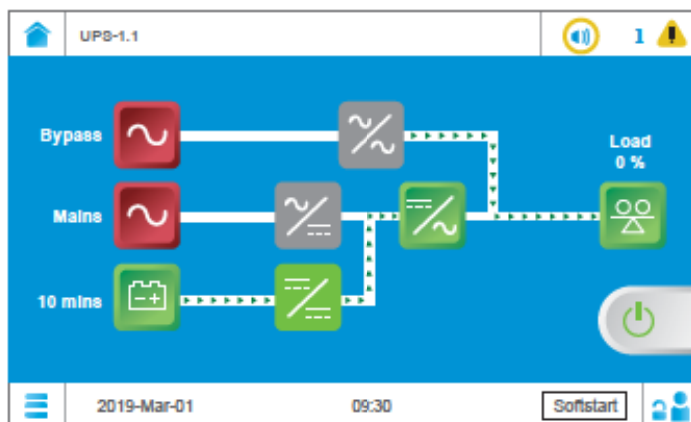 UPS-1.1
1
Bypass
Load
0 %
Mains
10 mins
2019-Mar-01
09:30
Softstart